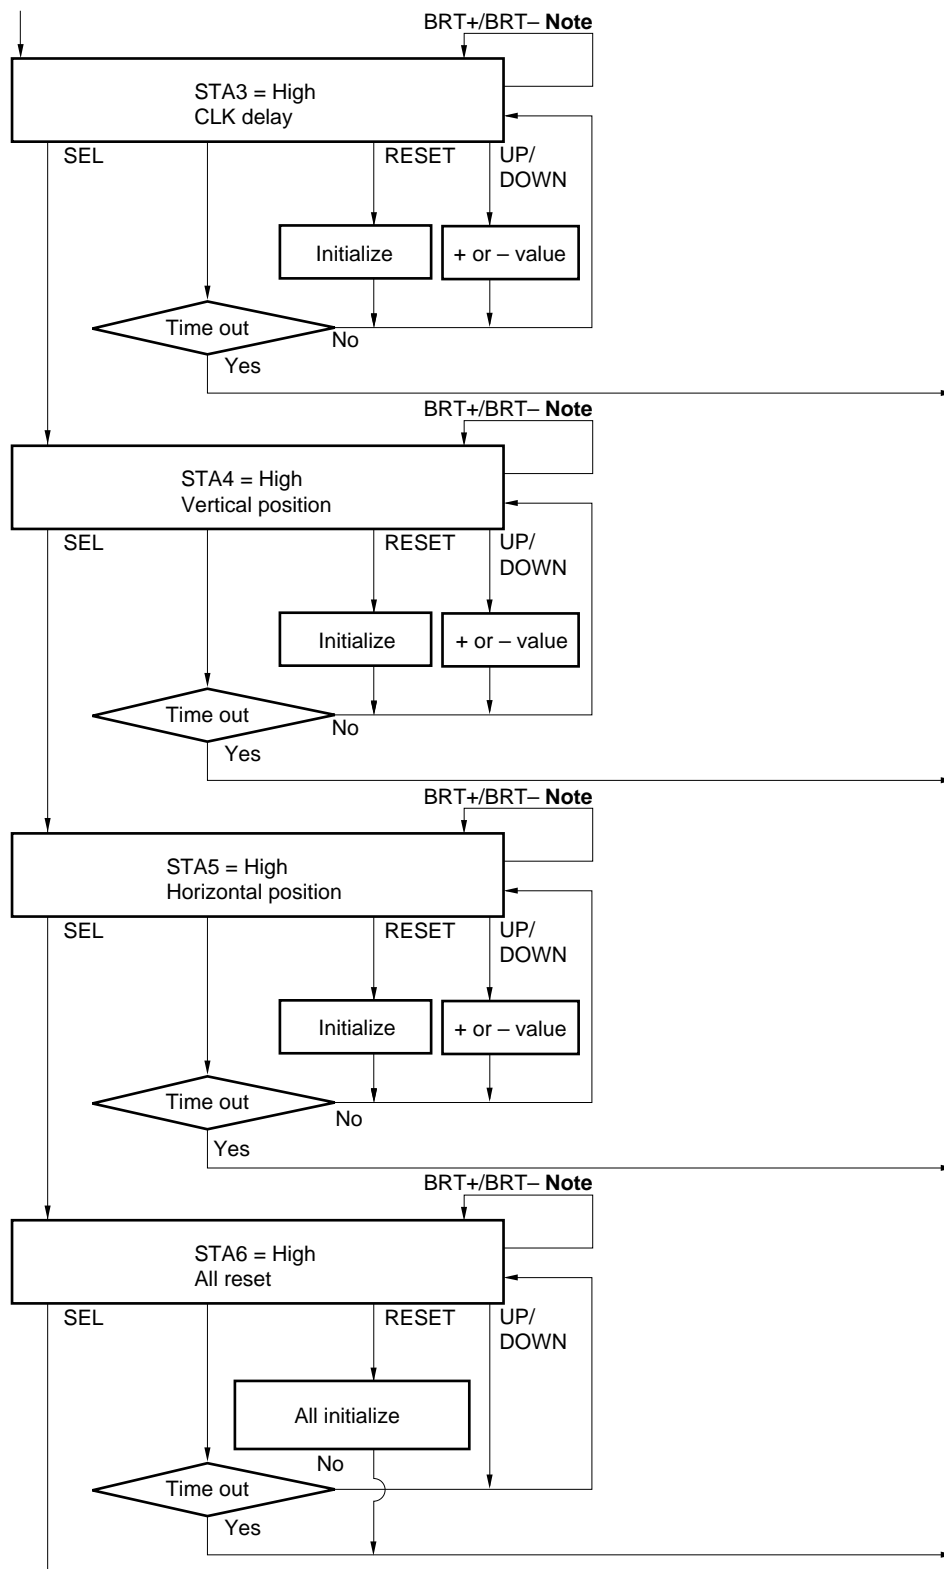 BRT+/BRT– Note
STA3 = High
CLK delay
SEL
RESET
UP/
DOWN
Initialize
+ or – value
Time out
No
Yes
BRT+/BRT– Note
STA4 = High
Vertical position
SEL
RESET
UP/
DOWN
Initialize
+ or – value
Time out
No
Yes
BRT+/BRT– Note
STA5 = High
Horizontal position
SEL
RESET
UP/
DOWN
Initialize
+ or – value
Time out
No
Yes
BRT+/BRT– Note
STA6 = High
All reset
SEL
RESET
UP/
DOWN
All initialize
No
Time out
Yes